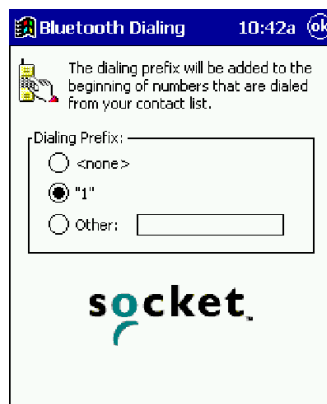 Bluetooth Dialing 10:42a ok
The dialing prefix will be added to the
beginning of numbers that are dialed
from your contact list.
Dialing Prefix:
<none>
"1"
Other:
socket™